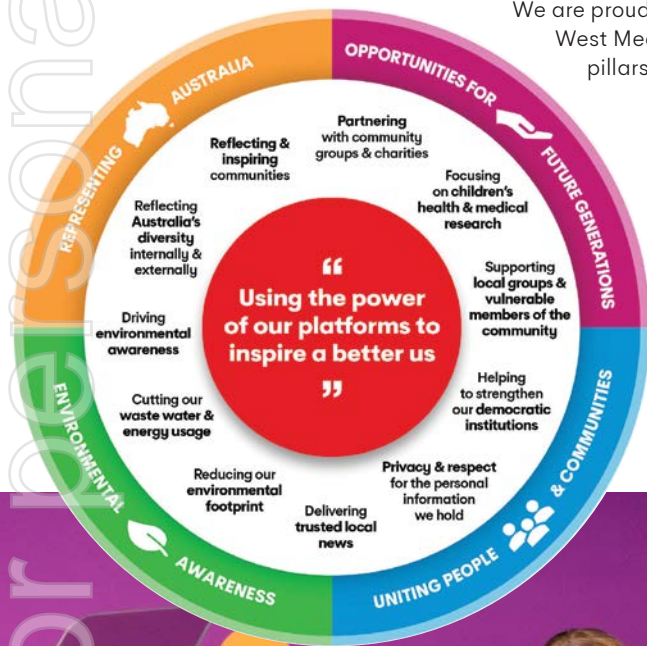 We are proud
West Med
pillars
REPRESENTING AUSTRALIA
OPPORTUNITIES FOR FUTURE GENERATIONS
Partnering
with community
groups & charities
Reflecting &
inspiring
communities
Focusing
on children's
health & medical
research
Reflecting
Australia's
diversity
internally &
externally
Supporting
local groups &
vulnerable
members of the
community
“
Using the power
of our platforms to
inspire a better us
”
Driving
environmental
awareness
Helping
to strengthen
our democratic
institutions
Cutting our
waste water &
energy usage
Privacy & respect
for the personal
information
we hold
Reducing our
environmental
footprint
Delivering
trusted local
news
ENVIRONMENTAL AWARENESS
UNITING PEOPLE & COMMUNITIES
or persona